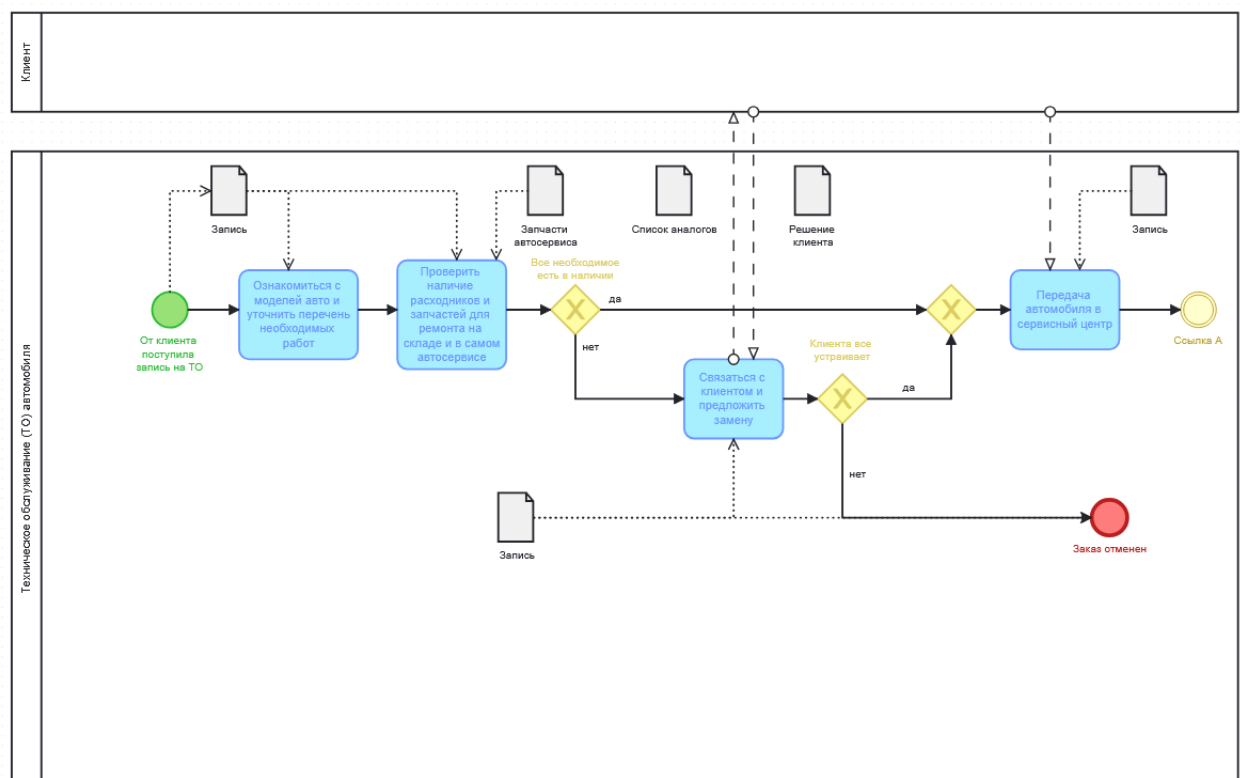 Клиент
Техническое обслуживание (ТО) автомобиля
Запись
Запчасти
автосервиса
Список аналогов
Решение
клиента
Запись
От клиента
поступила
запись на ТО
Ознакомиться с
моделей авто и
уточнить перечень
необходимых
работ
Проверить
наличие
расходников и
запчастей для
ремонта на
складе и в самом
автосервисе
Все необходимое
есть в наличии
да
нет
Связаться с
клиентом и
предложить
замену
Клиента все
устраивает
да
нет
Передача
автомобиля в
сервисный центр
Ссылка А
Запись
Заказ отменен